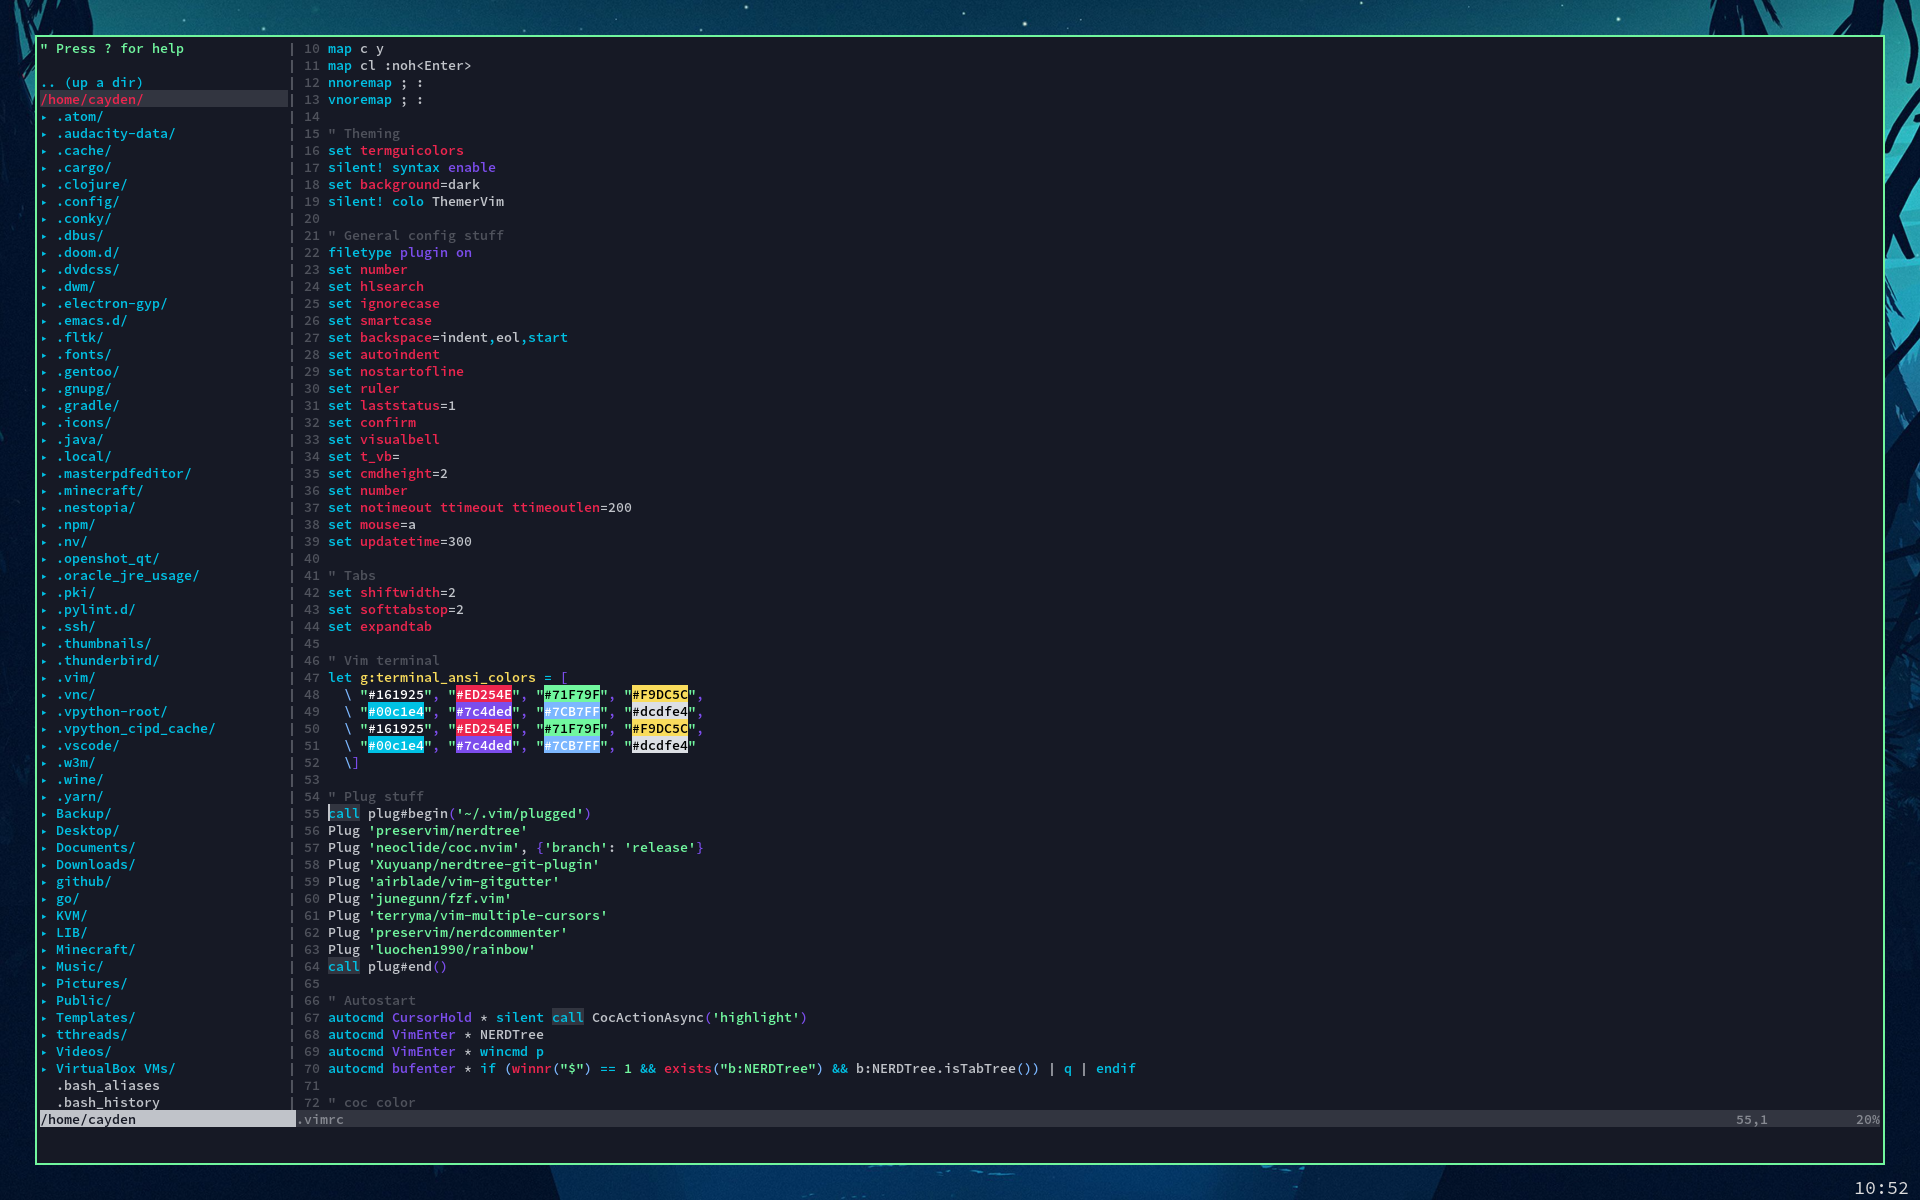 " Press ? for help
.. (up a dir)
/home/cayden/
▸ .atom/
▸ .audacity-data/
▸ .cache/
▸ .cargo/
▸ .clojure/
▸ .config/
▸ .conky/
▸ .dbus/
▸ .doom.d/
▸ .dvdcss/
▸ .dwm/
▸ .electron-gyp/
▸ .emacs.d/
▸ .fltk/
▸ .fonts/
▸ .gentoo/
▸ .gnupg/
▸ .gradle/
▸ .icons/
▸ .java/
▸ .local/
▸ .masterpdfeditor/
▸ .minecraft/
▸ .nestopia/
▸ .npm/
▸ .nv/
▸ .openshot_qt/
▸ .oracle_jre_usage/
▸ .pki/
▸ .pylint.d/
▸ .ssh/
▸ .thumbnails/
▸ .thunderbird/
▸ .vim/
▸ .vnc/
▸ .vpython-root/
▸ .vpython_cipd_cache/
▸ .vscode/
▸ .w3m/
▸ .wine/
▸ .yarn/
▸ Backup/
▸ Desktop/
▸ Documents/
▸ Downloads/
▸ github/
▸ go/
▸ KVM/
▸ LIB/
▸ Minecraft/
▸ Music/
▸ Pictures/
▸ Public/
▸ Templates/
▸ tthreads/
▸ Videos/
▸ VirtualBox VMs/
.bash_aliases
.bash_history
/home/cayden
10 map c y
11 map cl :noh<Enter>
12 nnoremap ; :
13 vnoremap ; :
14
15 " Theming
16 set termguicolors
17 silent! syntax enable
18 set background=dark
19 silent! colo ThemerVim
20
21 " General config stuff
22 filetype plugin on
23 set number
24 set hlsearch
25 set ignorecase
26 set smartcase
27 set backspace=indent,eol,start
28 set autoindent
29 set nostartofline
30 set ruler
31 set laststatus=1
32 set confirm
33 set visualbell
34 set t_vb=
35 set cmdheight=2
36 set number
37 set notimeout ttimeout ttimeoutlen=200
38 set mouse=a
39 set updatetime=300
40
41 " Tabs
42 set shiftwidth=2
43 set softtabstop=2
44 set expandtab
45
46 " Vim terminal
47 let g:terminal_ansi_colors = [
48   \ "#161925", "#ED254E", "#71F79F", "#F9DC5C",
49   \ "#00c1e4", "#7c4ded", "#7CB7FF", "#dcdfe4",
50   \ "#161925", "#ED254E", "#71F79F", "#F9DC5C",
51   \ "#00c1e4", "#7c4ded", "#7CB7FF", "#dcdfe4"
52   \]
53
54 " Plug stuff
55 call plug#begin('~/.vim/plugged')
56 Plug 'preservim/nerdtree'
57 Plug 'neoclide/coc.nvim', {'branch': 'release'}
58 Plug 'Xuyuanp/nerdtree-git-plugin'
59 Plug 'airblade/vim-gitgutter'
60 Plug 'junegunn/fzf.vim'
61 Plug 'terryma/vim-multiple-cursors'
62 Plug 'preservim/nerdcommenter'
63 Plug 'luochen1990/rainbow'
64 call plug#end()
65
66 " Autostart
67 autocmd CursorHold * silent call CocActionAsync('highlight')
68 autocmd VimEnter * NERDTree
69 autocmd VimEnter * wincmd p
70 autocmd bufenter * if (winnr("$") == 1 && exists("b:NERDTree") && b:NERDTree.isTabTree()) | q | endif
71
72 " coc color
.vimrc 55,1 20%
10:52